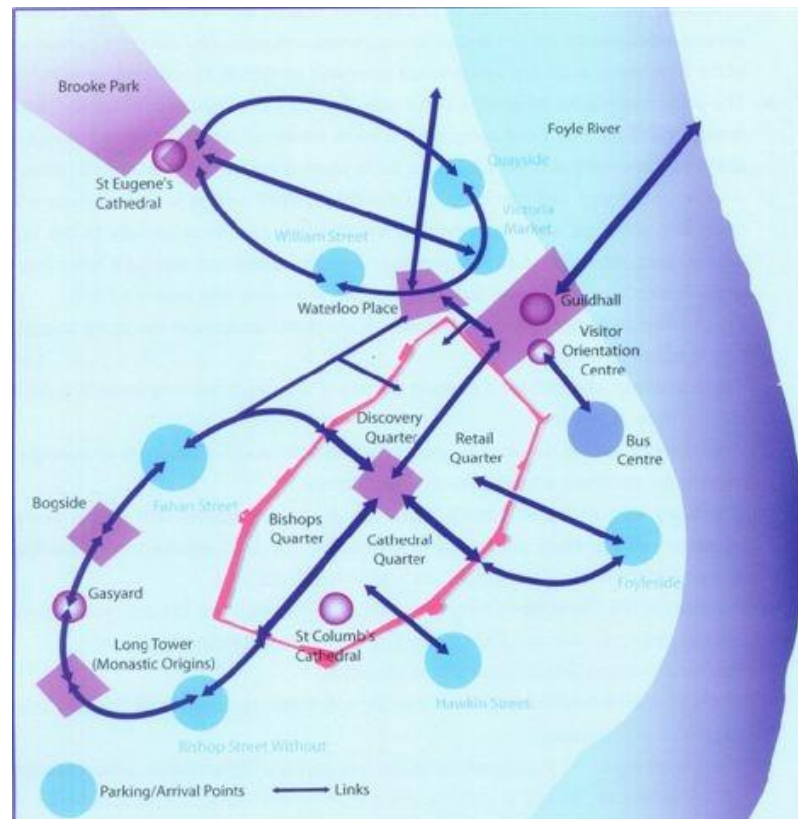 Brooke Park
Foyle River
St Eugene's
Cathedral
Quayside
Victoria
Market
William Street
Waterloo Place
Guildhall
Visitor
Orientation
Centre
Discovery
Quarter
Retail
Quarter
Bus
Centre
Fahan Street
Bogside
Bishops
Quarter
Cathedral
Quarter
Foyleside
Gasyard
Long Tower
(Monastic Origins)
St Columb's
Cathedral
Hawkin Street
Bishop Street Without
Parking/Arrival Points
Links